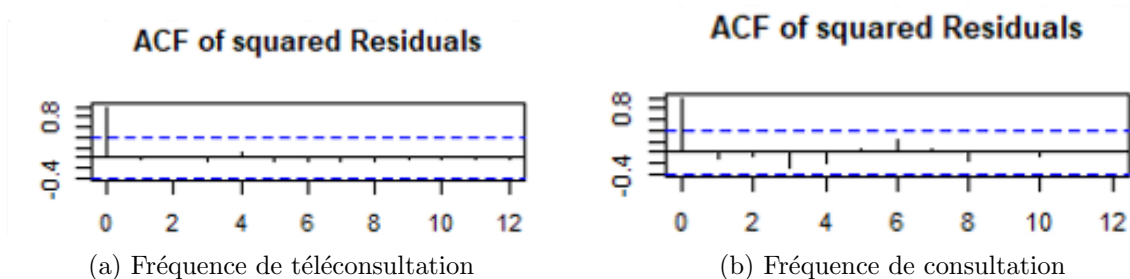 ACF of squared Residuals
0.8
-0.4
0 2 4 6 8 10 12
(a) Fréquence de téléconsultation
ACF of squared Residuals
0.8
-0.4
0 2 4 6 8 10 12
(b) Fréquence de consultation